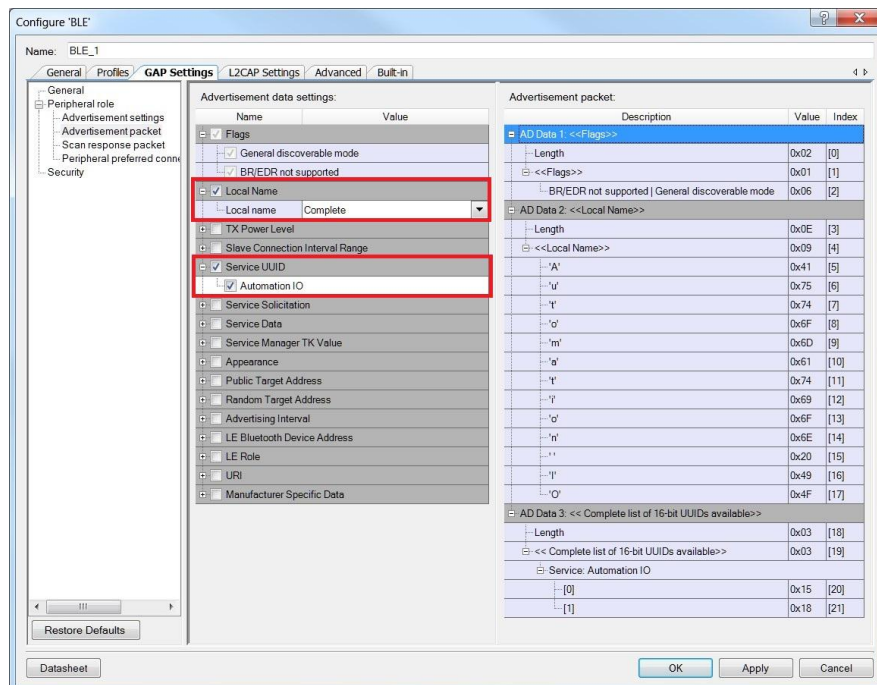 Configure 'BLE'
Name: BLE_1
General Profiles GAP Settings L2CAP Settings Advanced Built-in
General
Peripheral role
Advertisement settings
Advertisement packet
Scan response packet
Peripheral preferred conne
Security
Restore Defaults
Advertisement data settings:
Name Value
Flags
General discoverable mode
BR/EDR not supported
Local Name
Local name Complete
TX Power Level
Slave Connection Interval Range
Service UUID
Automation IO
Service Solicitation
Service Data
Service Manager TK Value
Appearance
Public Target Address
Random Target Address
Advertising Interval
LE Bluetooth Device Address
LE Role
URI
Manufacturer Specific Data
Advertisement packet:
Description Value Index
AD Data 1: <<Flags>>
Length 0x02 [0]
<<Flags>> 0x01 [1]
BR/EDR not supported | General discoverable mode 0x06 [2]
AD Data 2: <<Local Name>>
Length 0x0E [3]
<<Local Name>> 0x09 [4]
'A' 0x41 [5]
'u' 0x75 [6]
't' 0x74 [7]
'o' 0x6F [8]
'm' 0x6D [9]
'a' 0x61 [10]
't' 0x74 [11]
'i' 0x69 [12]
'o' 0x6F [13]
'n' 0x6E [14]
' ' 0x20 [15]
'I' 0x49 [16]
'O' 0x4F [17]
AD Data 3: << Complete list of 16-bit UUIDs available>>
Length 0x03 [18]
<< Complete list of 16-bit UUIDs available>> 0x03 [19]
Service: Automation IO
[0] 0x15 [20]
[1] 0x18 [21]
Datasheet OK Apply Cancel